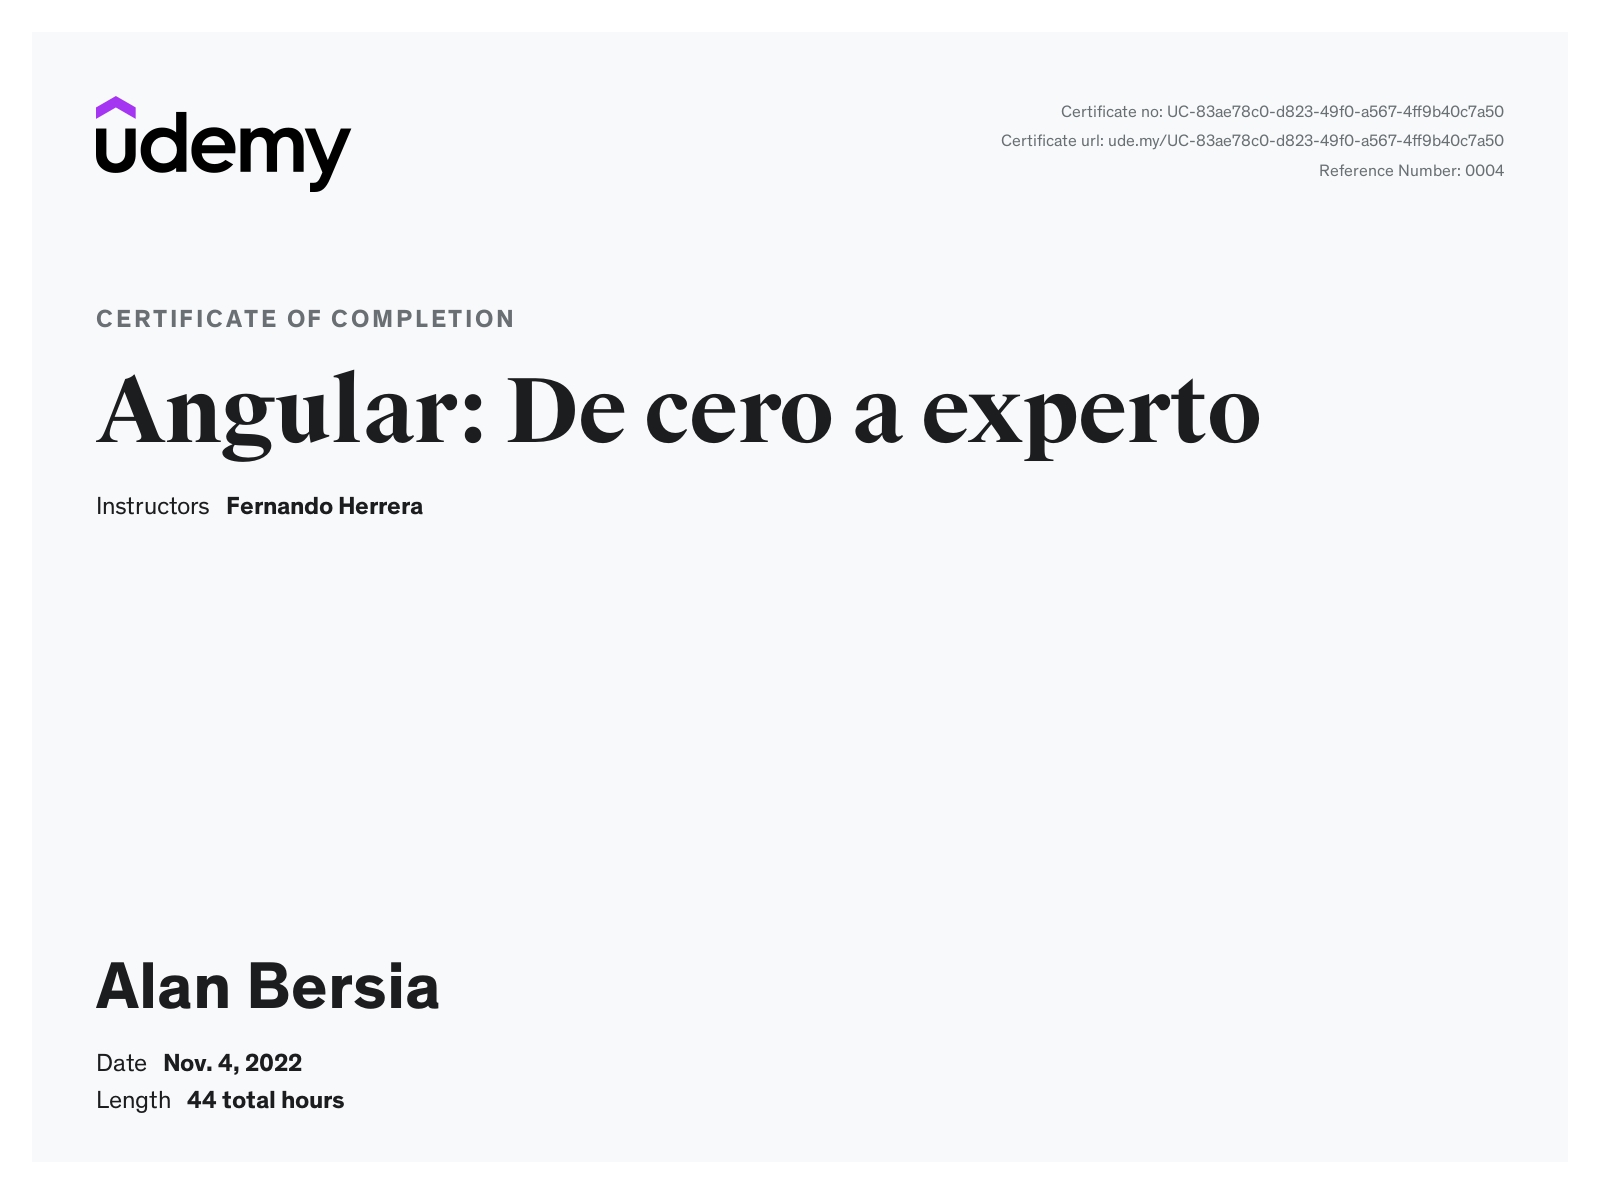 udemy
Certificate no: UC-83ae78c0-d823-49f0-a567-4ff9b40c7a50
Certificate url: ude.my/UC-83ae78c0-d823-49f0-a567-4ff9b40c7a50
Reference Number: 0004
CERTIFICATE OF COMPLETION
Angular: De cero a experto
Instructors Fernando Herrera
Alan Bersia
Date Nov. 4, 2022
Length 44 total hours